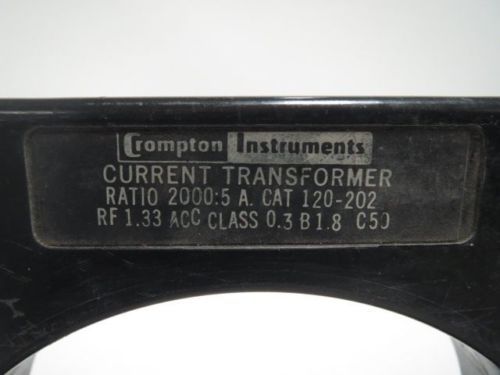 Crompton Instruments
CURRENT TRANSFORMER
RATIO 2000:5 A. CAT 120-202
RF 1.33 ACC CLASS 0.3 B1.8 C50